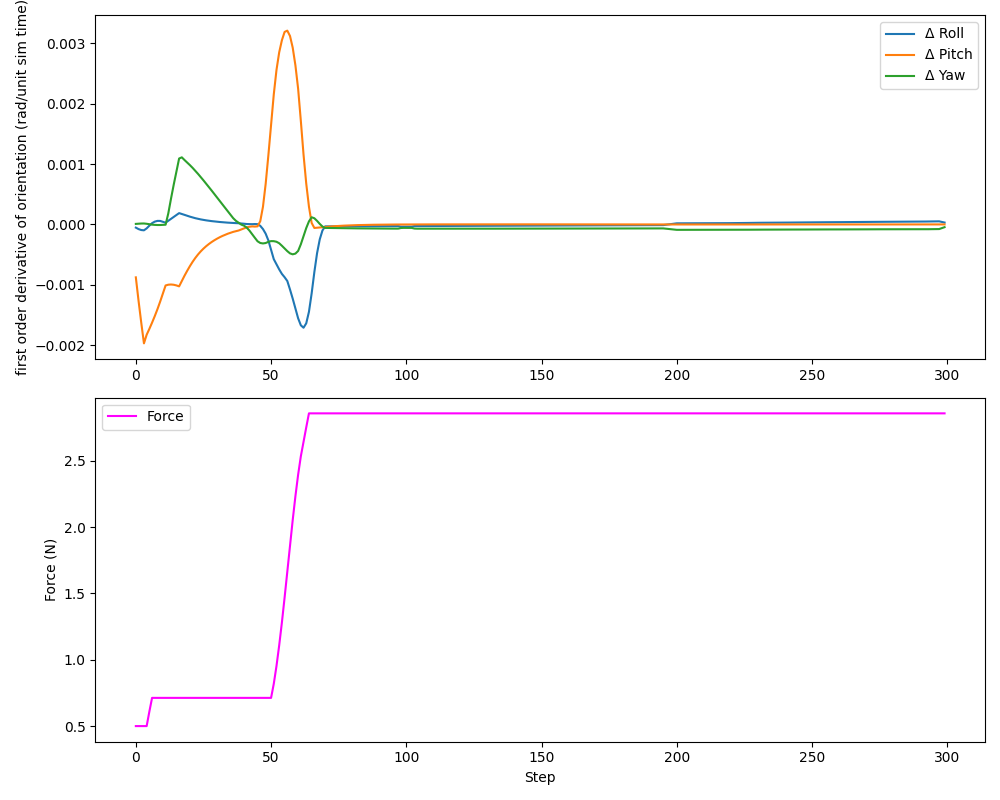 first order derivative of orientation (rad/unit sim time)
0.003
0.002
0.001
0.000
−0.001
−0.002
Δ Roll
Δ Pitch
Δ Yaw
0 50 100 150 200 250 300
Force (N)
2.5
2.0
1.5
1.0
0.5
Force
0 50 100 150 200 250 300
Step